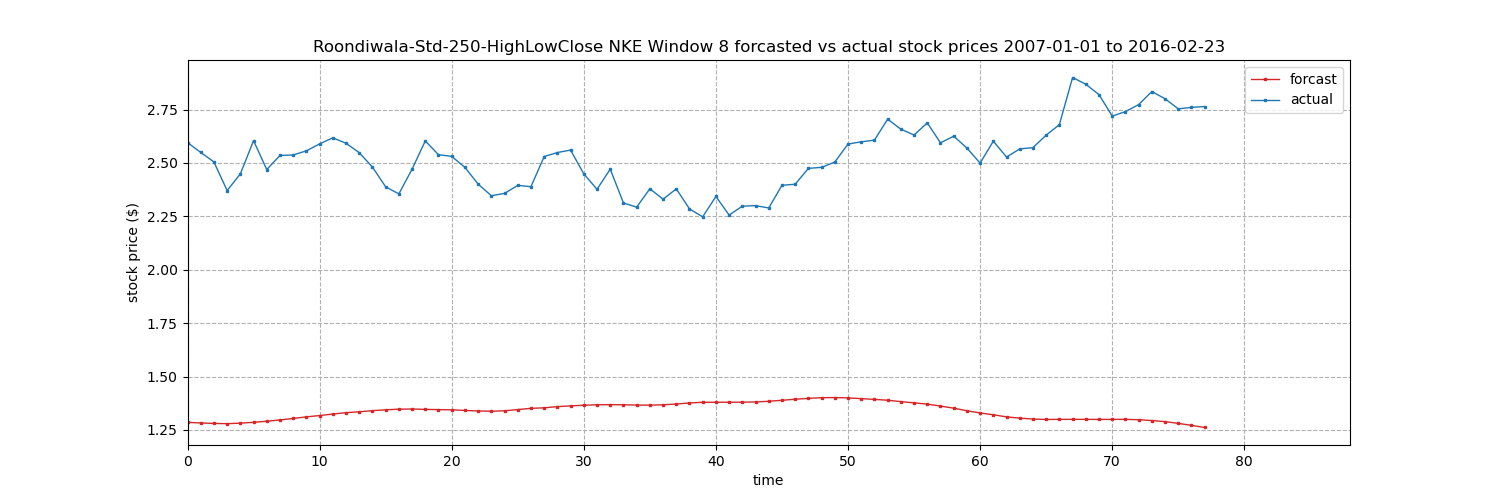 Roondiwala-Std-250-HighLowClose NKE Window 8 forcasted vs actual stock prices 2007-01-01 to 2016-02-23
forcast
actual
stock price ($)
2.75
2.50
2.25
2.00
1.75
1.50
1.25
0 10 20 30 40 50 60 70 80
time